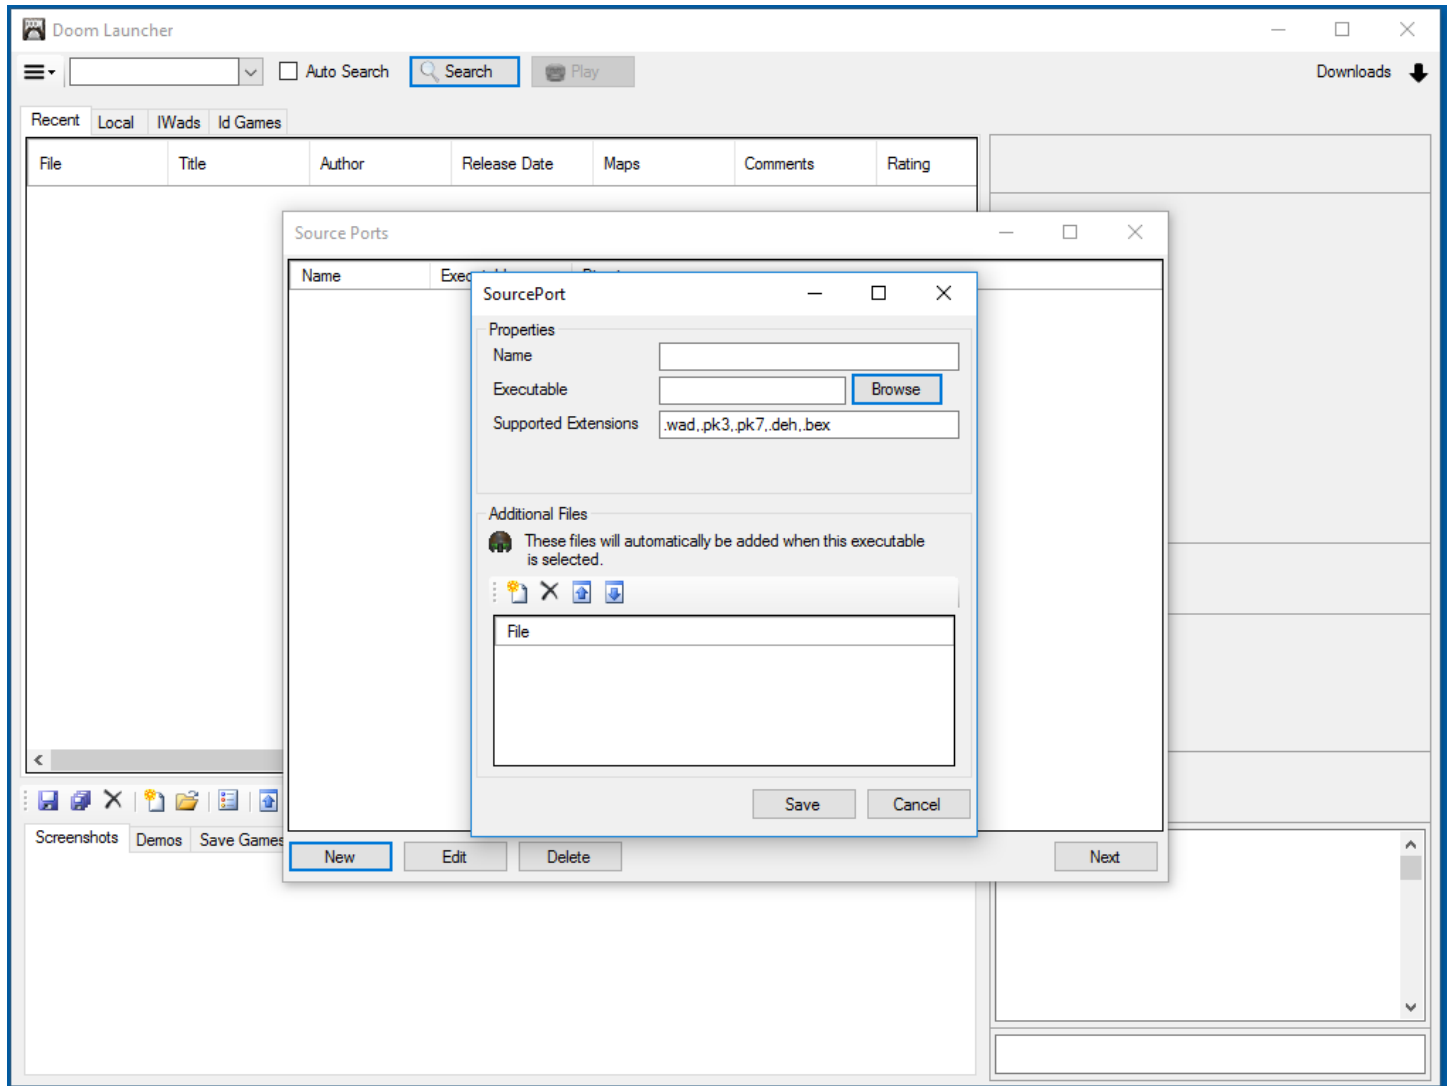 Doom Launcher
Auto Search
Search
Play
Downloads
Recent
Local
IWads
Id Games
File
Title
Author
Release Date
Maps
Comments
Rating
Source Ports
Name
SourcePort
Properties
Name
Executable
Browse
Supported Extensions
.wad,.pk3,.pk7,.deh,.bex
Additional Files
These files will automatically be added when this executable
is selected.
File
Save
Cancel
Screenshots
Demos
Save Games
New
Edit
Delete
Next